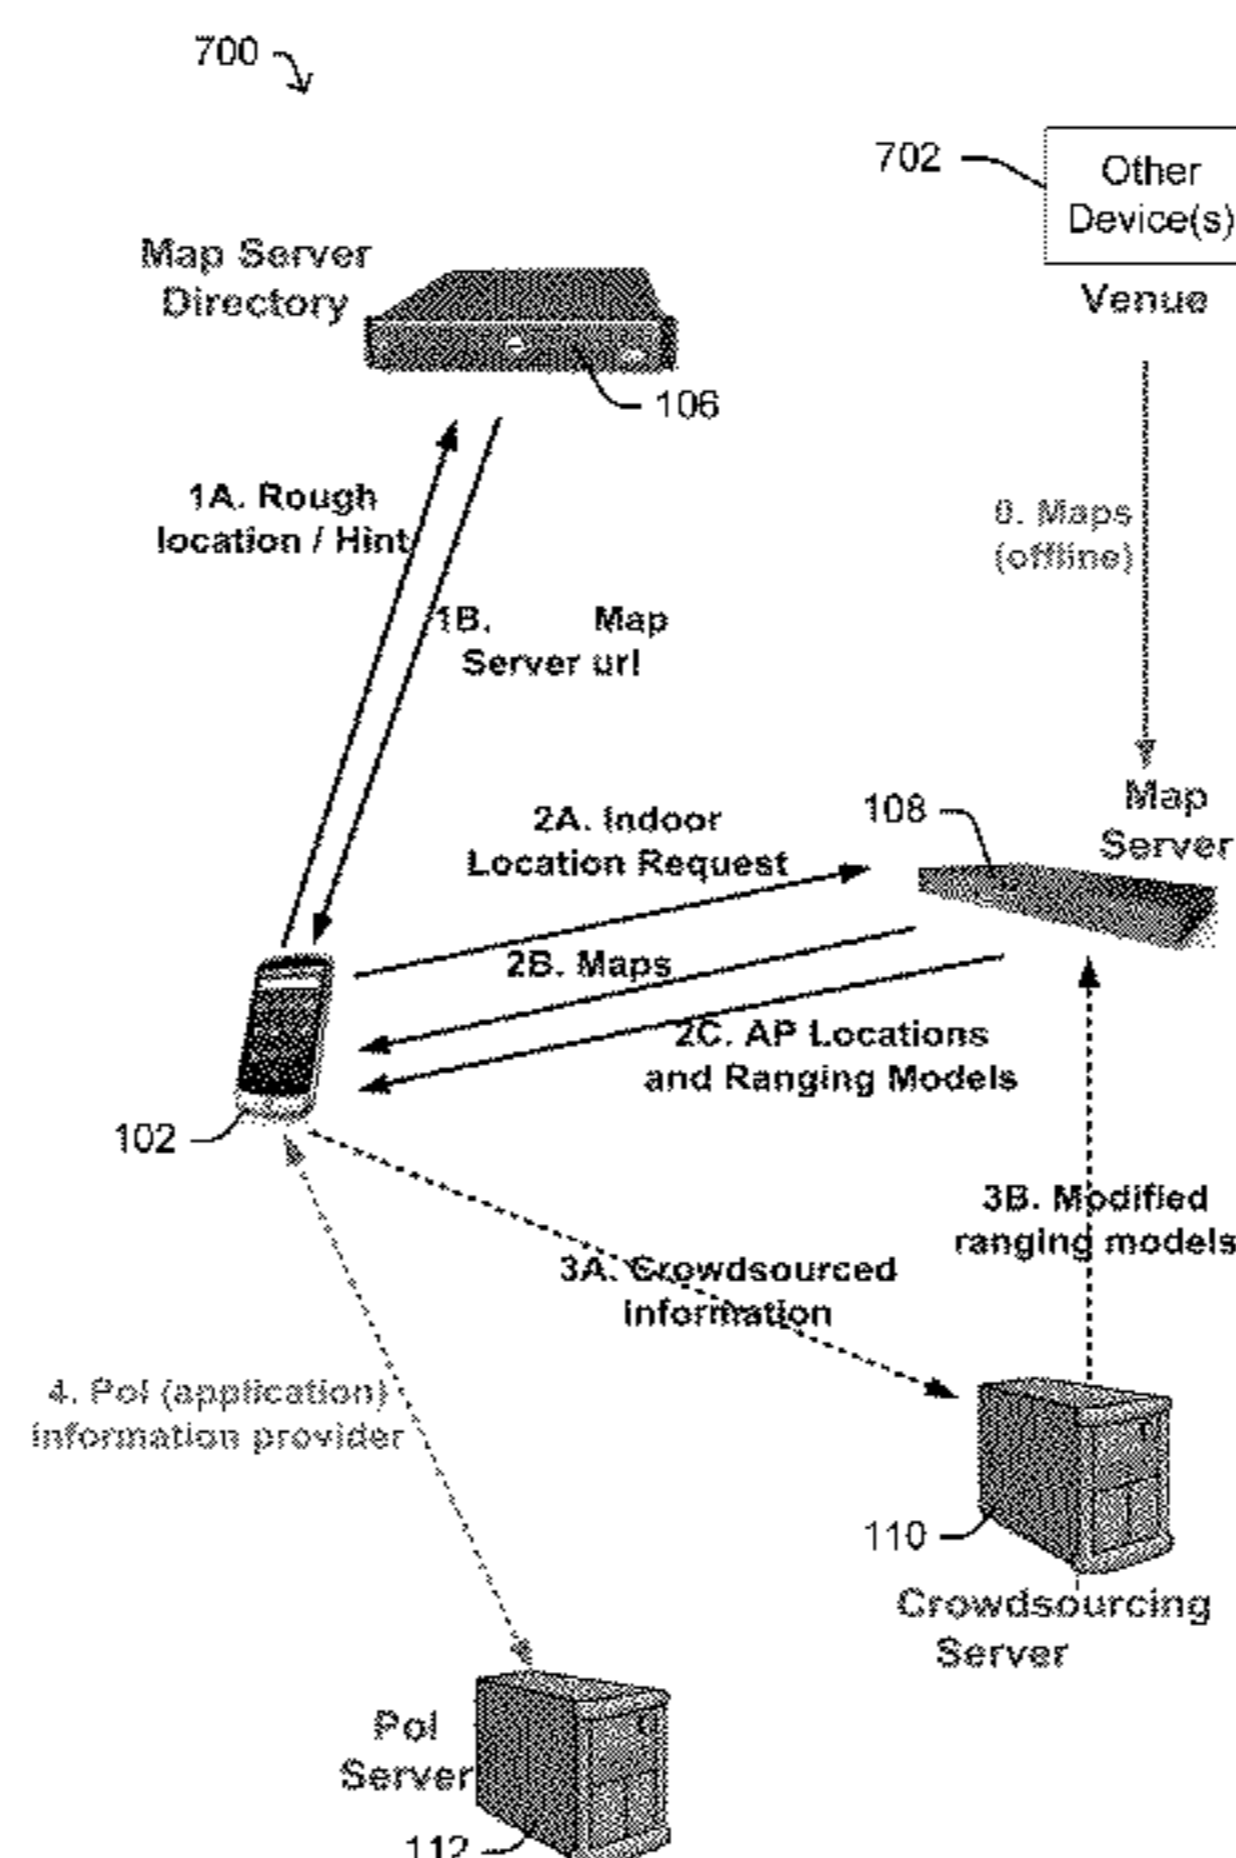 700
702
Other
Device(s)
Venue
Map Server
Directory
106
1A. Rough
location / Hint
0. Maps
(offline)
1B. Map
Server url
108
Map
Server
2A. Indoor
Location Request
2B. Maps
2C. AP Locations
and Ranging Models
102
3B. Modified
ranging models
3A. Crowdsourced
information
4. PoI (application)
information provider
110
Crowdsourcing
Server
PoI
Server
112